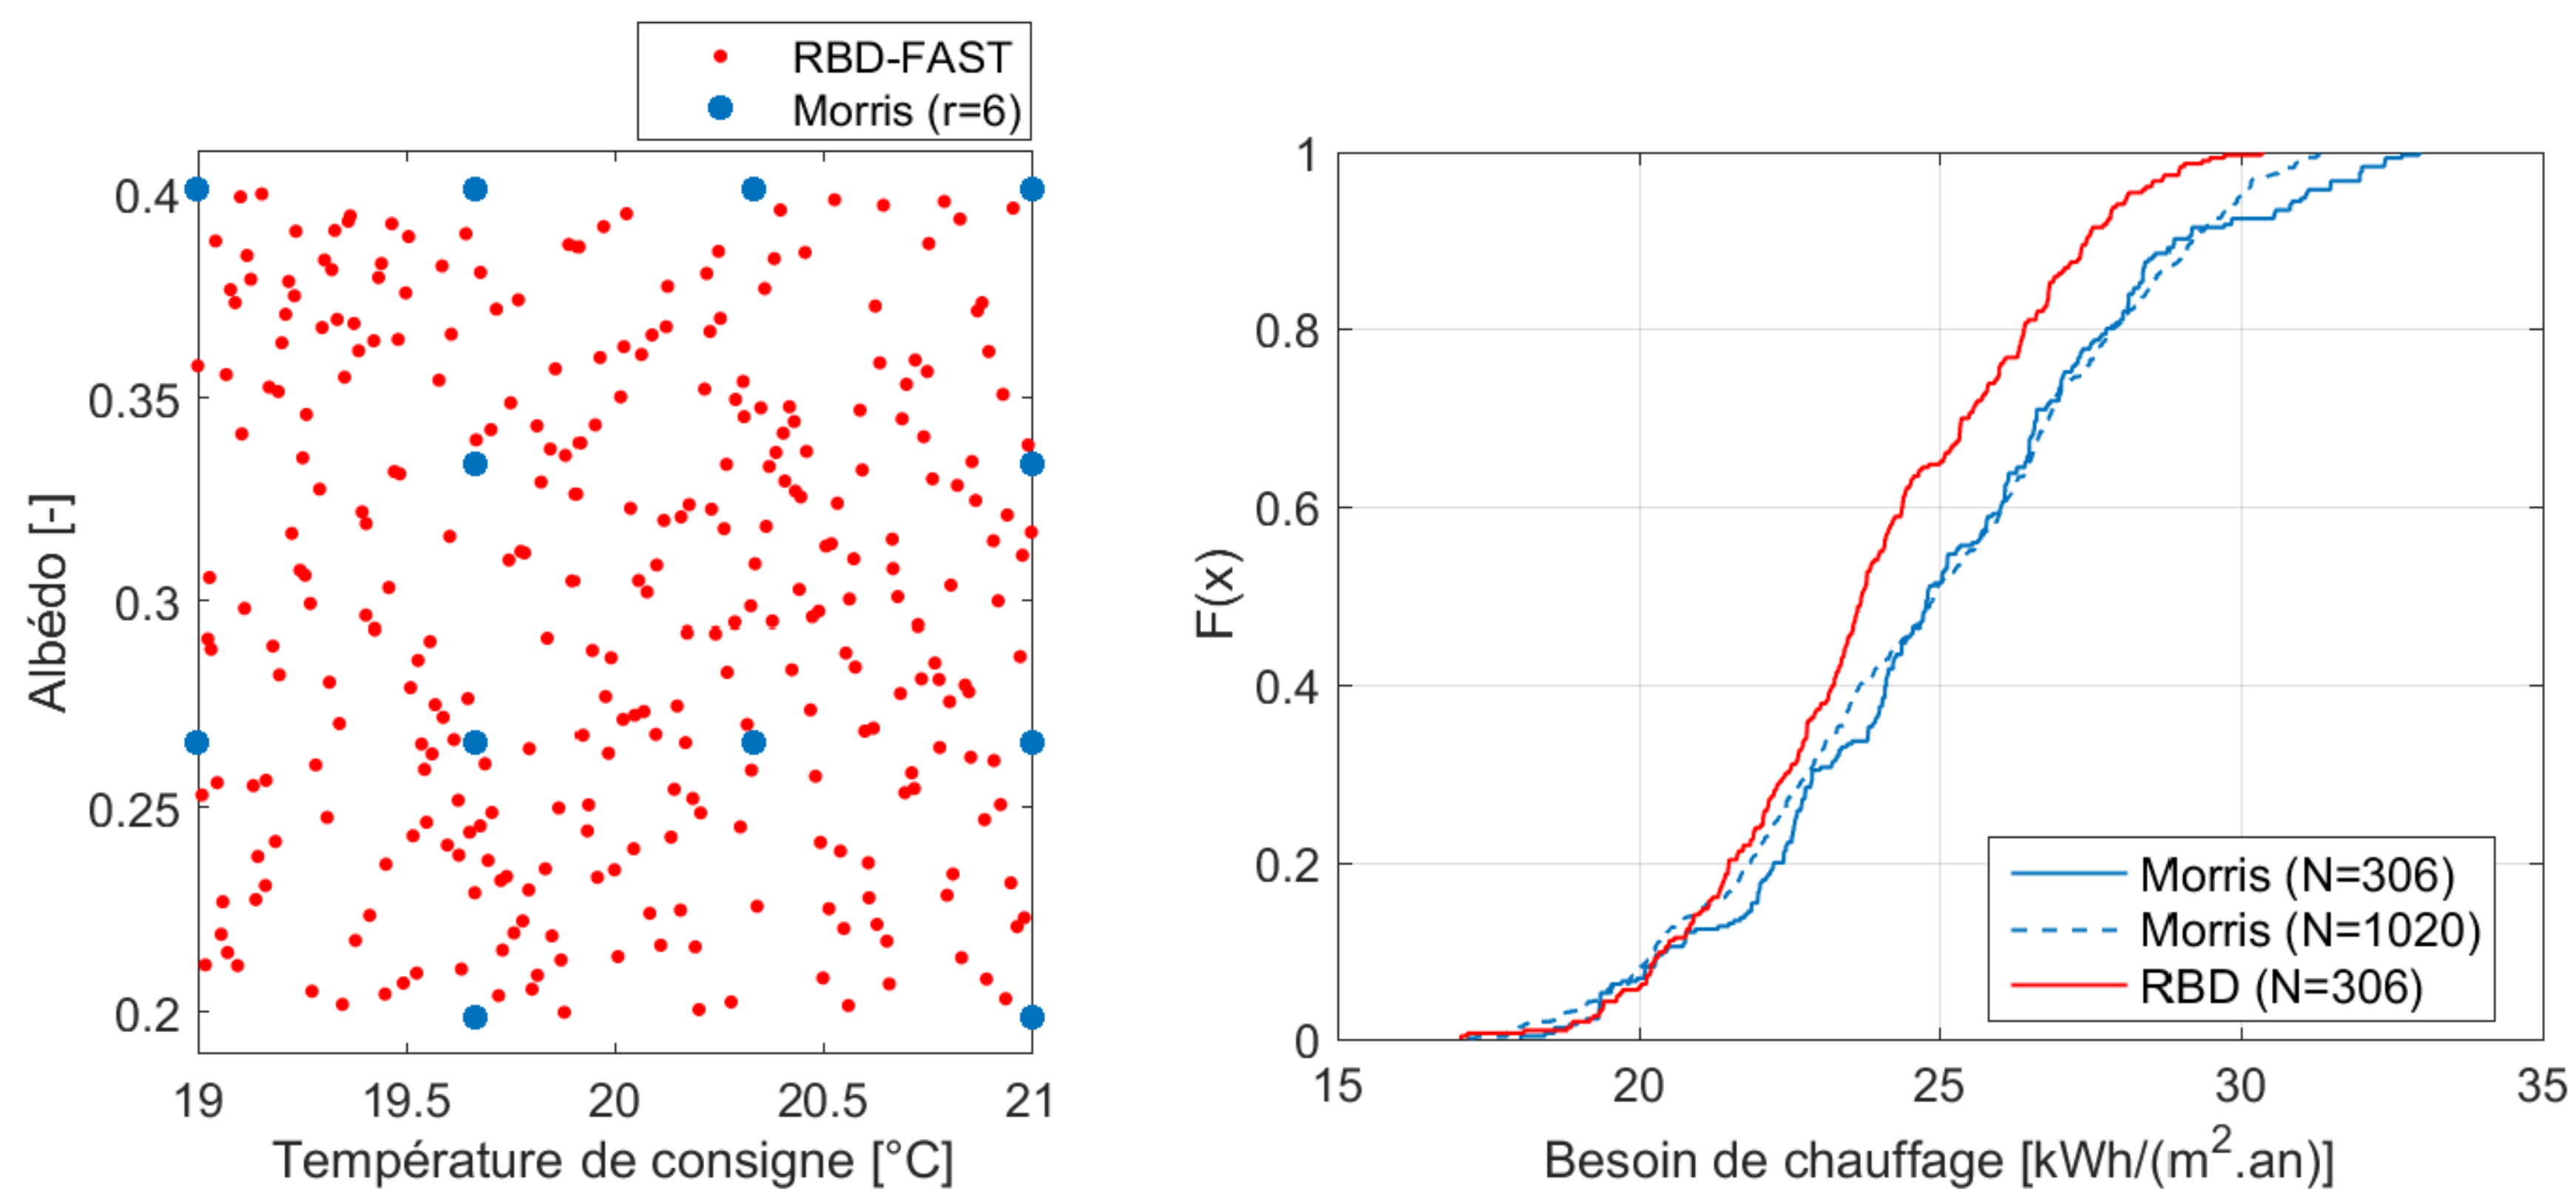 RBD-FAST
Morris (r=6)
0.4
0.35
0.3
0.25
0.2
Albédo [-]
19 19.5 20 20.5 21
Température de consigne [°C]
1
0.8
0.6
0.4
0.2
0
F(x)
Morris (N=306)
Morris (N=1020)
RBD (N=306)
15 20 25 30 35
Besoin de chauffage [kWh/(m².an)]